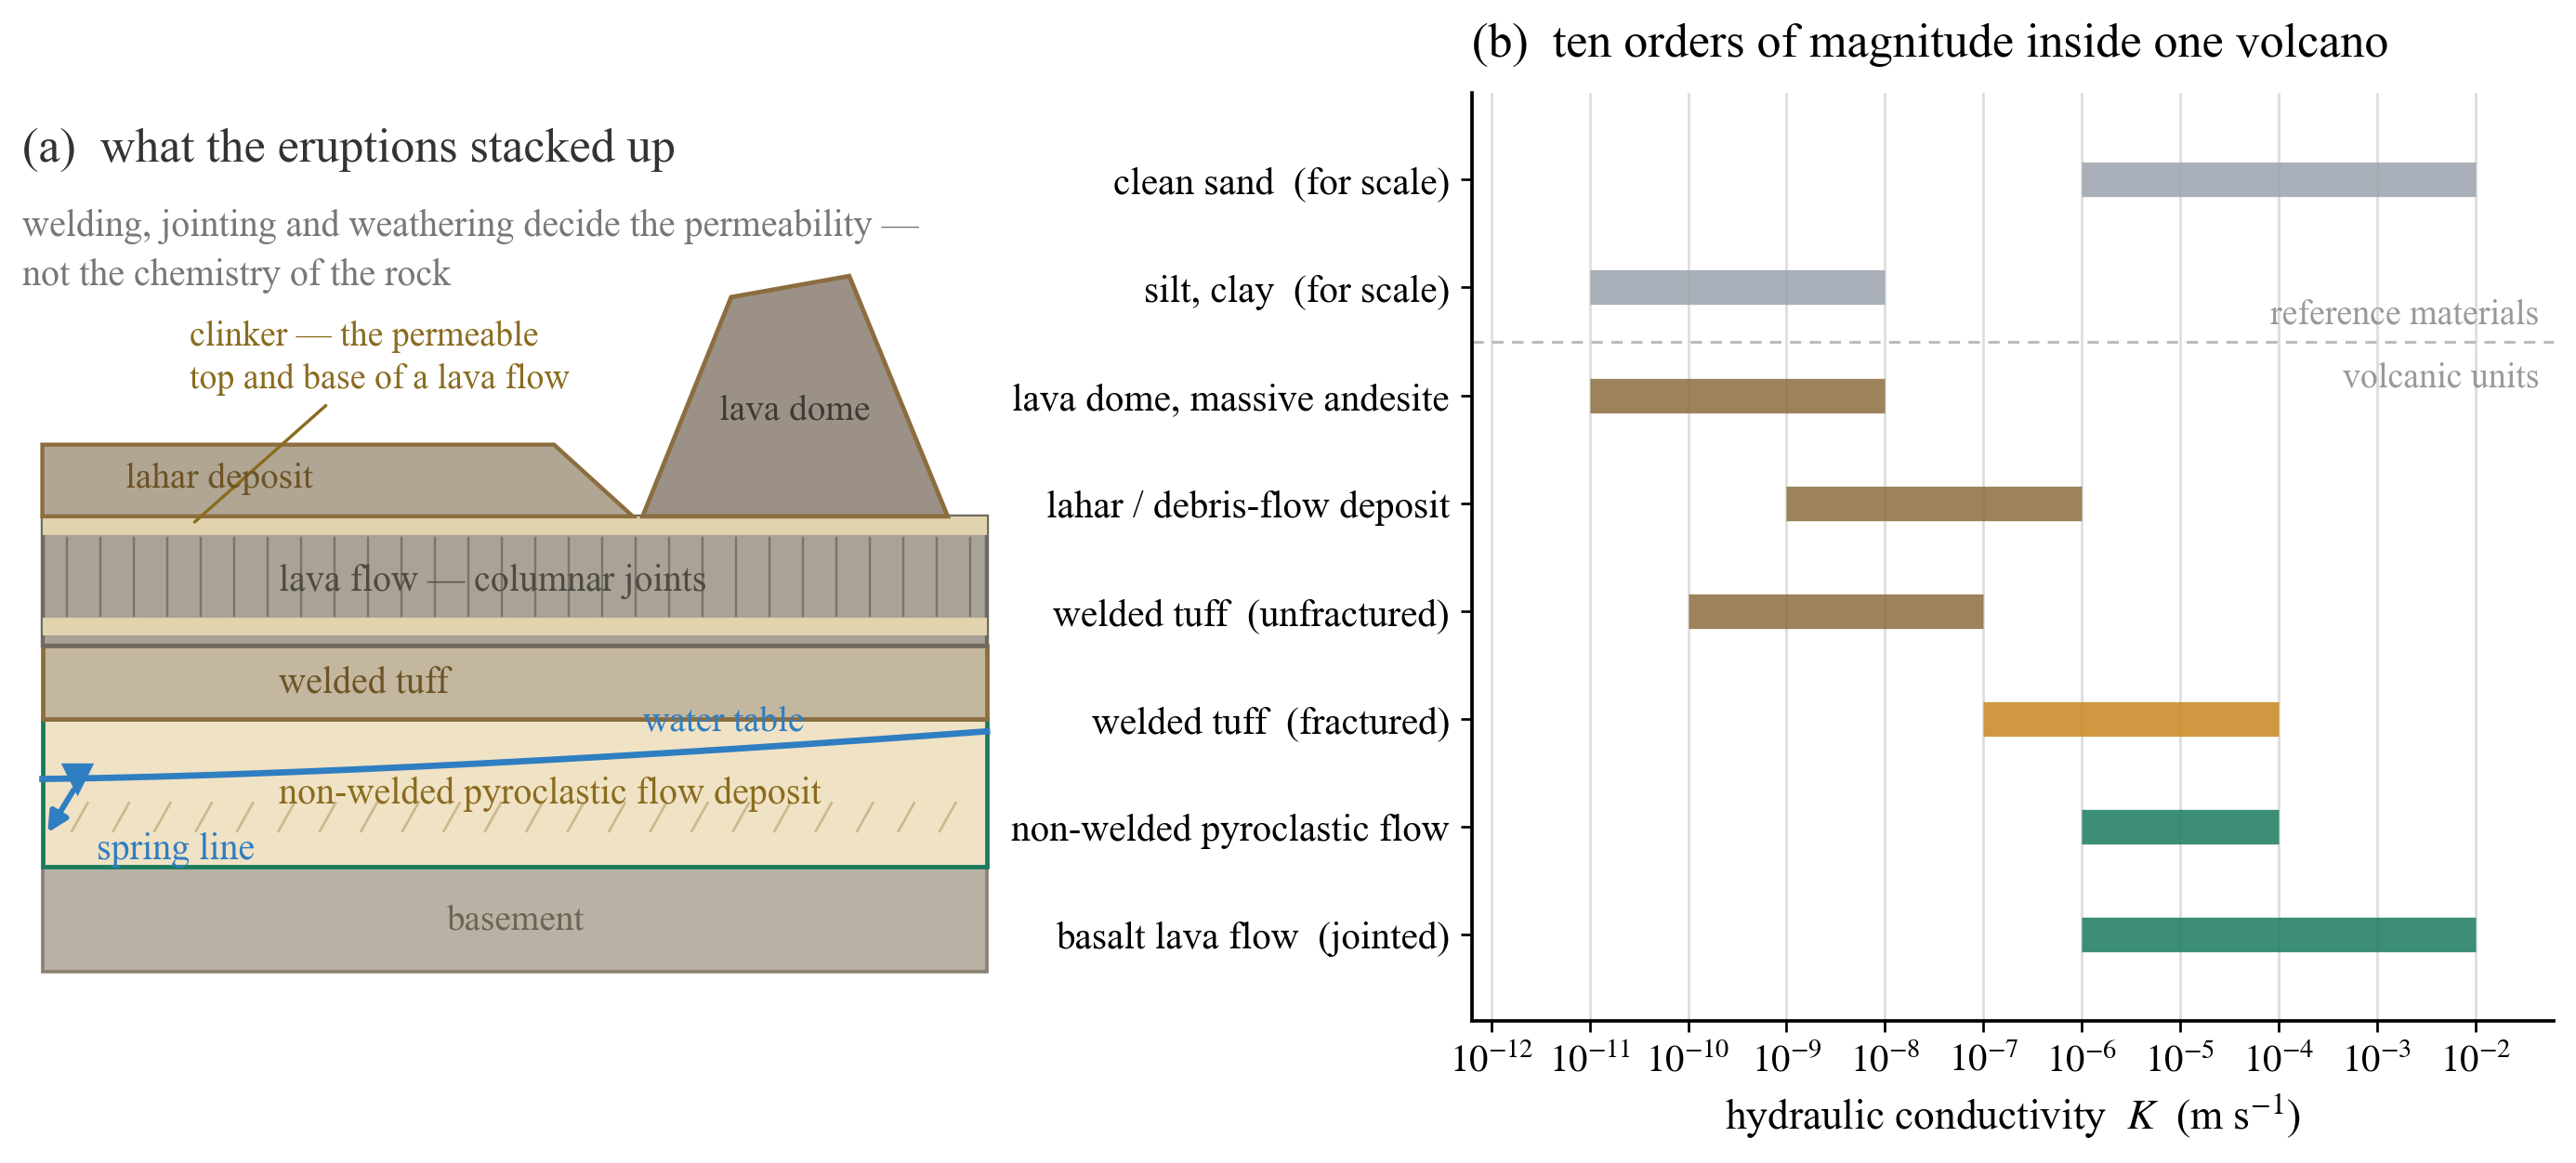 (a)  what the eruptions stacked up
welding, jointing and weathering decide the permeability —
not the chemistry of the rock
clinker — the permeable
top and base of a lava flow
lava dome
lahar deposit
lava flow — columnar joints
welded tuff
water table
non-welded pyroclastic flow deposit
spring line
basement
(b)  ten orders of magnitude inside one volcano
clean sand  (for scale)
silt, clay  (for scale)
reference materials
volcanic units
lava dome, massive andesite
lahar / debris-flow deposit
welded tuff  (unfractured)
welded tuff  (fractured)
non-welded pyroclastic flow
basalt lava flow  (jointed)
10⁻¹² 10⁻¹¹ 10⁻¹⁰ 10⁻⁹ 10⁻⁸ 10⁻⁷ 10⁻⁶ 10⁻⁵ 10⁻⁴ 10⁻³ 10⁻²
hydraulic conductivity  K  (m s⁻¹)